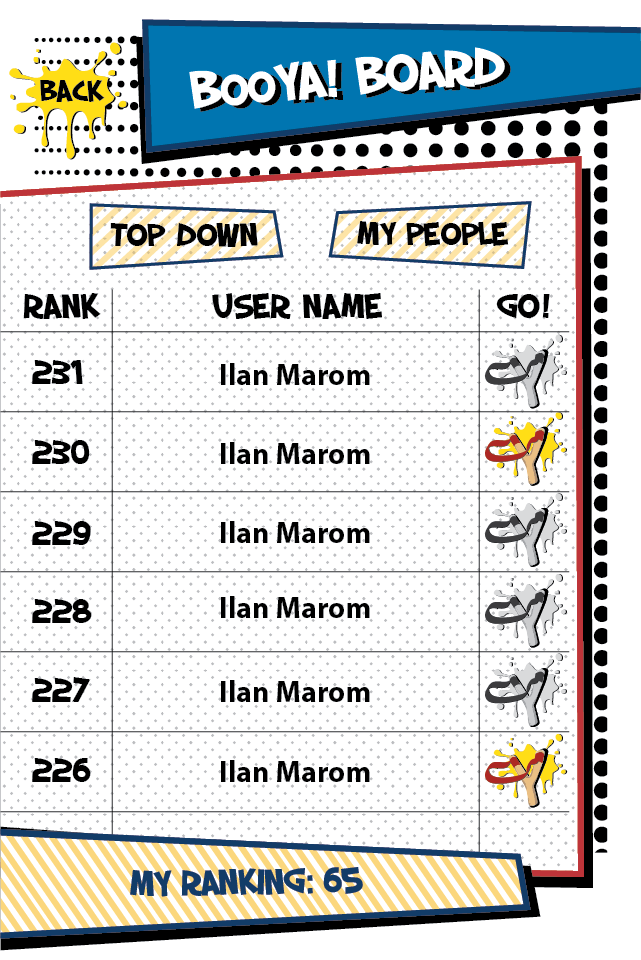 BACK
BOOYA! BOARD
TOP DOWN
MY PEOPLE
RANK USER NAME GO!
231 Ilan Marom
230 Ilan Marom
229 Ilan Marom
228 Ilan Marom
227 Ilan Marom
226 Ilan Marom
MY RANKING: 65